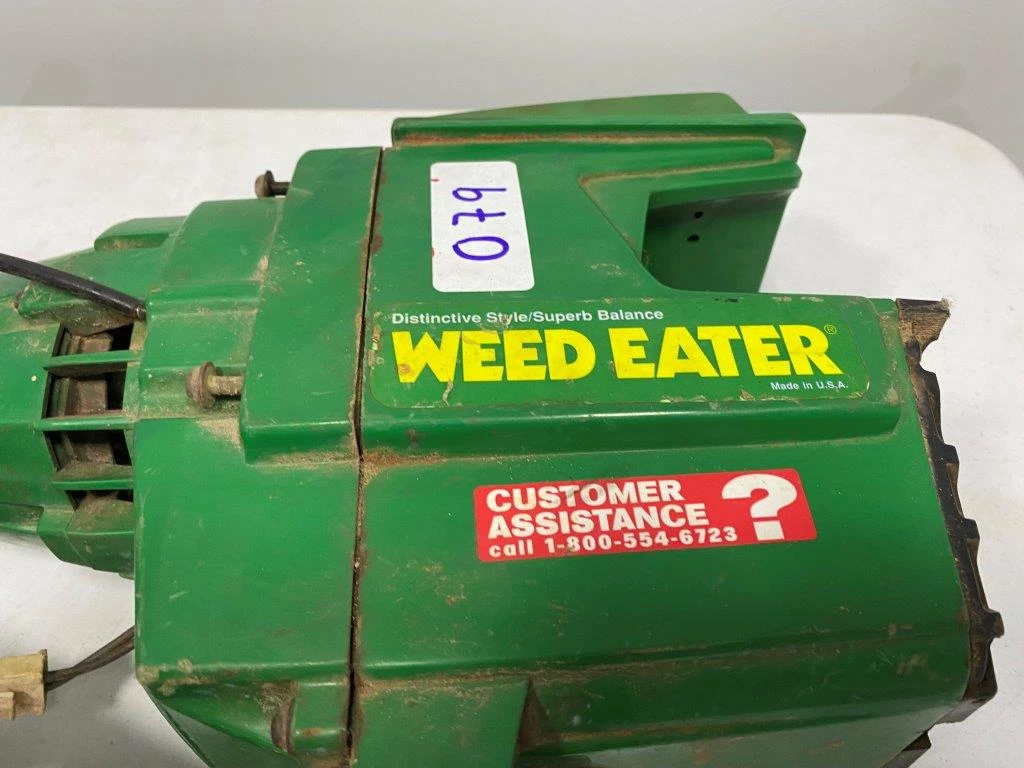 079
Distinctive Style/Superb Balance
WEED EATER®
Made in U.S.A.
CUSTOMER
ASSISTANCE ?
call 1-800-554-6723